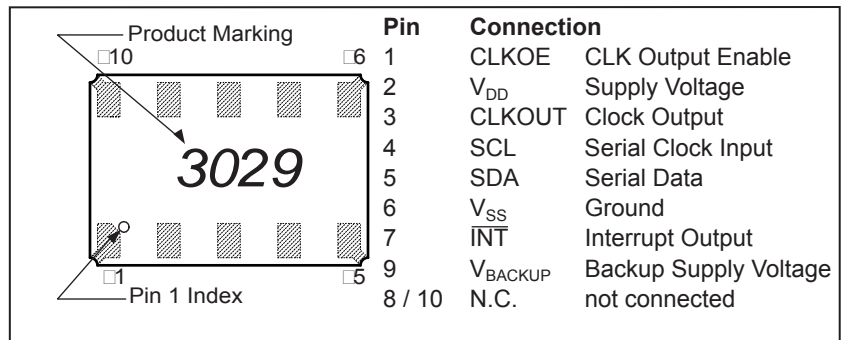 Product Marking
□10 □6
3029
□1 □5
Pin 1 Index
Pin Connection
1 CLKOE CLK Output Enable
2 VDD Supply Voltage
3 CLKOUT Clock Output
4 SCL Serial Clock Input
5 SDA Serial Data
6 VSS Ground
7 I̅N̅T̅ Interrupt Output
9 VBACKUP Backup Supply Voltage
8 / 10 N.C. not connected